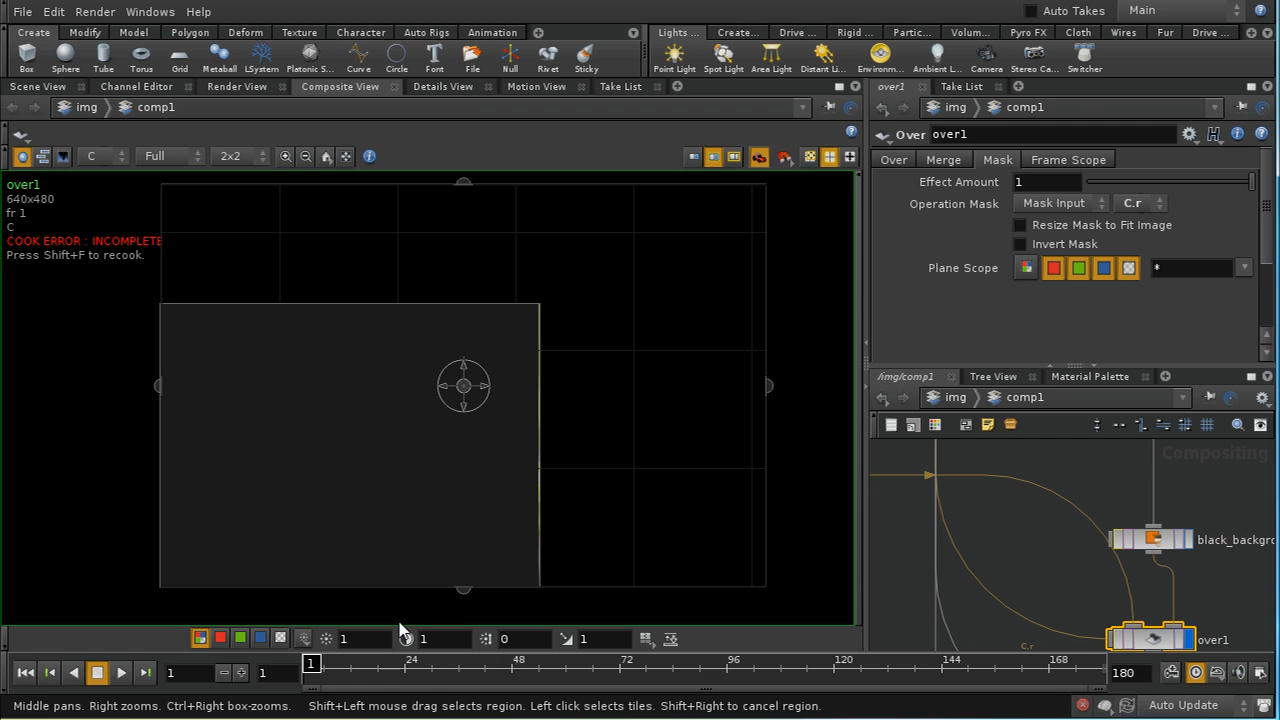 File Edit Render Windows Help Auto Takes Main
Create Modify Model Polygon Deform Texture Character Auto Rigs Animation Lights ... Create... Drive ... Rigid ... Partic... Volum... Pyro FX Cloth Wires Fur Drive ...
Box Sphere Tube Torus Grid Metaball LSystem Platonic S... Curve Circle Font File Null Rivet Sticky Point Light Spot Light Area Light Distant Li... Environm... Ambient L... Camera Stereo Ca... Switcher
Scene View Channel Editor Render View Composite View Details View Motion View Take List over1 Take List
img comp1 img comp1
Over over1
C Full 2x2
Over Merge Mask Frame Scope
over1
640x480
fr 1
C
COOK ERROR : INCOMPLETE
Press Shift+F to recook.
Effect Amount 1
Operation Mask Mask Input C.r
Resize Mask to Fit Image
Invert Mask
Plane Scope *
/img/comp1 Tree View Material Palette
img comp1
Compositing
black_backgro
over1
C.r
1 1 0 1
1 1 1 24 48 72 96 120 144 168 180
Middle pans. Right zooms. Ctrl+Right box-zooms. Shift+Left mouse drag selects region. Left click selects tiles. Shift+Right to cancel region. Auto Update